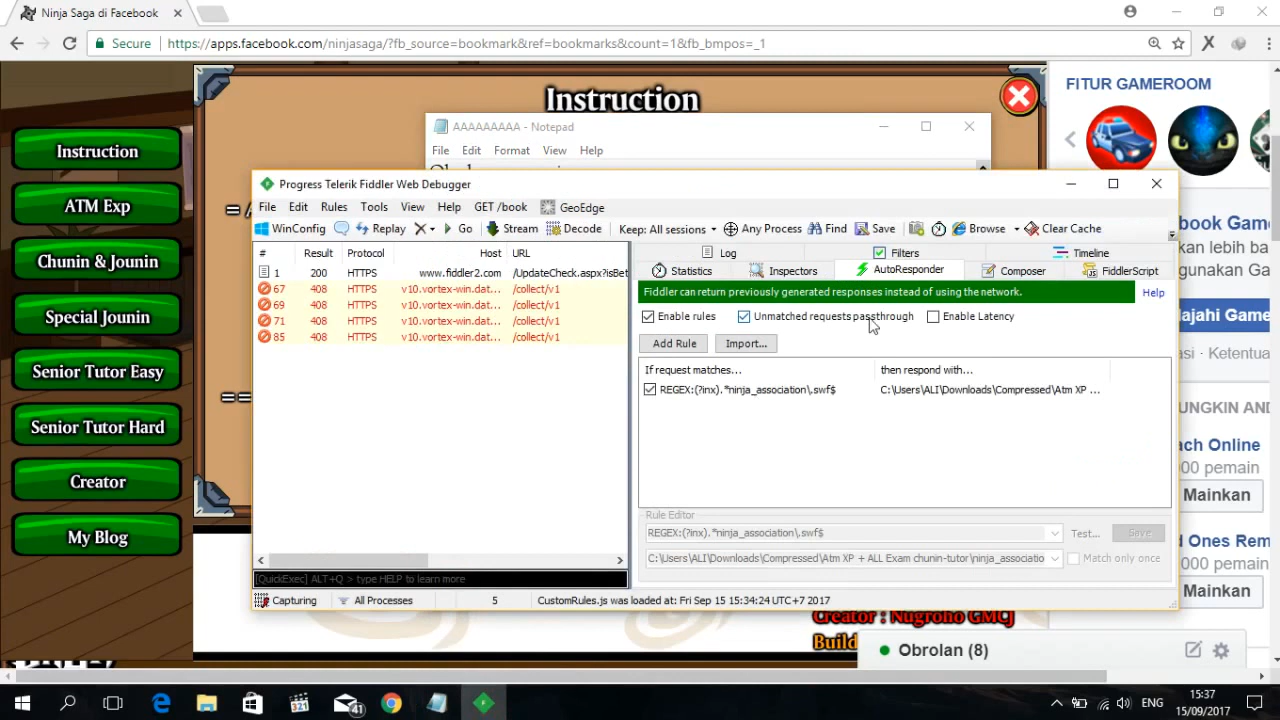 Ninja Saga di Facebook
Secure https://apps.facebook.com/ninjasaga/?fb_source=bookmark&ref=bookmarks&count=1&fb_bmpos=_1
Instruction
ATM Exp
Chunin & Jounin
Special Jounin
Senior Tutor Easy
Senior Tutor Hard
Creator
My Blog
Instruction
AAAAAAAAA - Notepad
File Edit Format View Help
Progress Telerik Fiddler Web Debugger
File Edit Rules Tools View Help GET /book GeoEdge
WinConfig Replay Go Stream Decode Keep: All sessions Any Process Find Save Browse Clear Cache
# Result Protocol Host URL
1 200 HTTPS www.fiddler2.com /UpdateCheck.aspx?isBet
67 408 HTTPS v10.vortex-win.dat... /collect/v1
69 408 HTTPS v10.vortex-win.dat... /collect/v1
71 408 HTTPS v10.vortex-win.dat... /collect/v1
85 408 HTTPS v10.vortex-win.dat... /collect/v1
[QuickExec] ALT+Q > type HELP to learn more
Log Filters Timeline
Statistics Inspectors AutoResponder Composer FiddlerScript
Fiddler can return previously generated responses instead of using the network. Help
Enable rules Unmatched requests passthrough Enable Latency
Add Rule Import...
If request matches... then respond with...
REGEX:(?inx).*ninja_association\.swf$ C:\Users\ALI\Downloads\Compressed\Atm XP ...
Rule Editor
REGEX:(?inx).*ninja_association\.swf$ Test... Save
C:\Users\ALI\Downloads\Compressed\Atm XP + ALL Exam chunin-tutor\ninja_associatio Match only once
Capturing All Processes 5 CustomRules.js was loaded at: Fri Sep 15 15:34:24 UTC+7 2017
Creator : Nugroho GMCJ
FITUR GAMEROOM
Mainkan
Mainkan
Obrolan (8)
41
ENG
15:37
15/09/2017